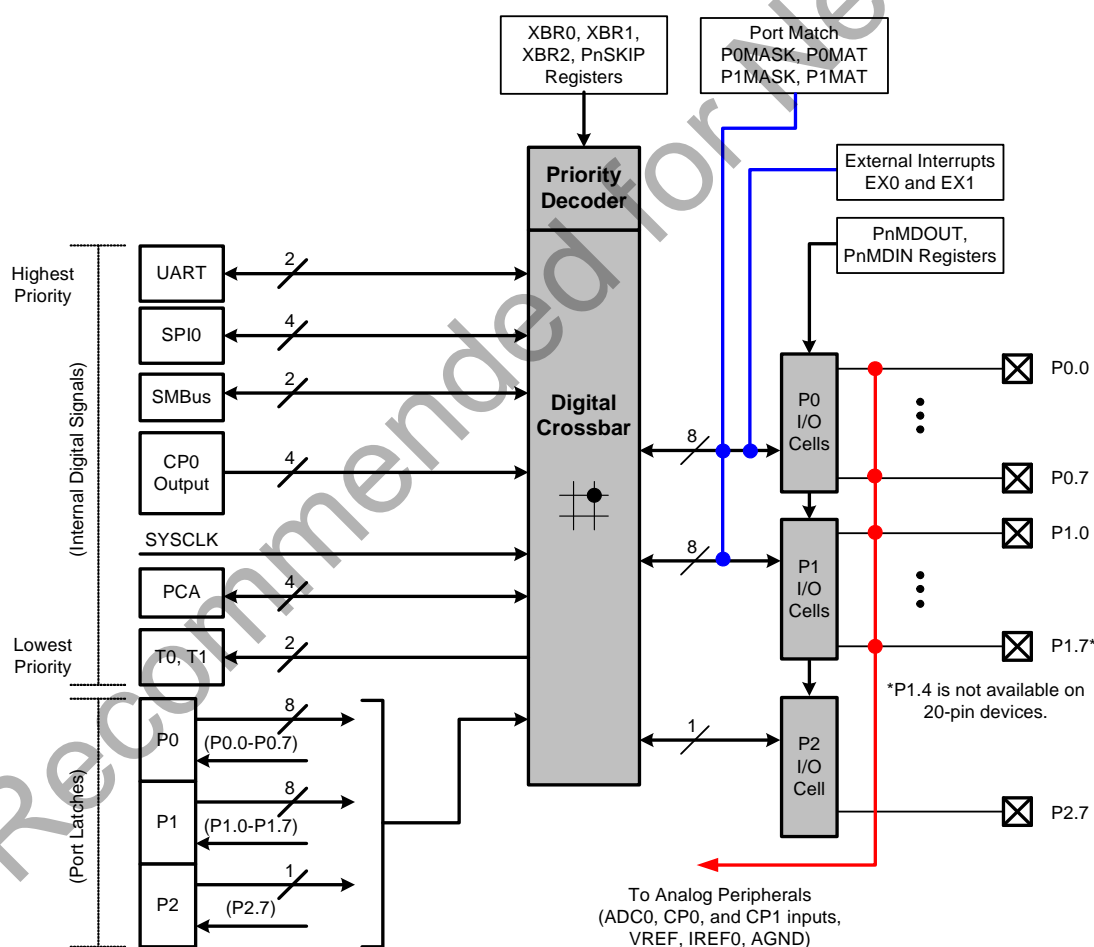 XBR0, XBR1,
XBR2, PnSKIP
Registers
Port Match
P0MASK, P0MAT
P1MASK, P1MAT
External Interrupts
EX0 and EX1
PnMDOUT,
PnMDIN Registers
Priority
Decoder
Digital
Crossbar
Highest
Priority
(Internal Digital Signals)
Lowest
Priority
(Port Latches)
UART
2
SPI0
4
SMBus
2
CP0
Output
4
SYSCLK
PCA
4
T0, T1
2
P0
8
(P0.0-P0.7)
P1
8
(P1.0-P1.7)
P2
1
(P2.7)
8
8
1
P0
I/O
Cells
P1
I/O
Cells
P2
I/O
Cell
P0.0
P0.7
P1.0
P1.7*
*P1.4 is not available on
20-pin devices.
P2.7
To Analog Peripherals
(ADC0, CP0, and CP1 inputs,
VREF, IREF0, AGND)
Recommended for